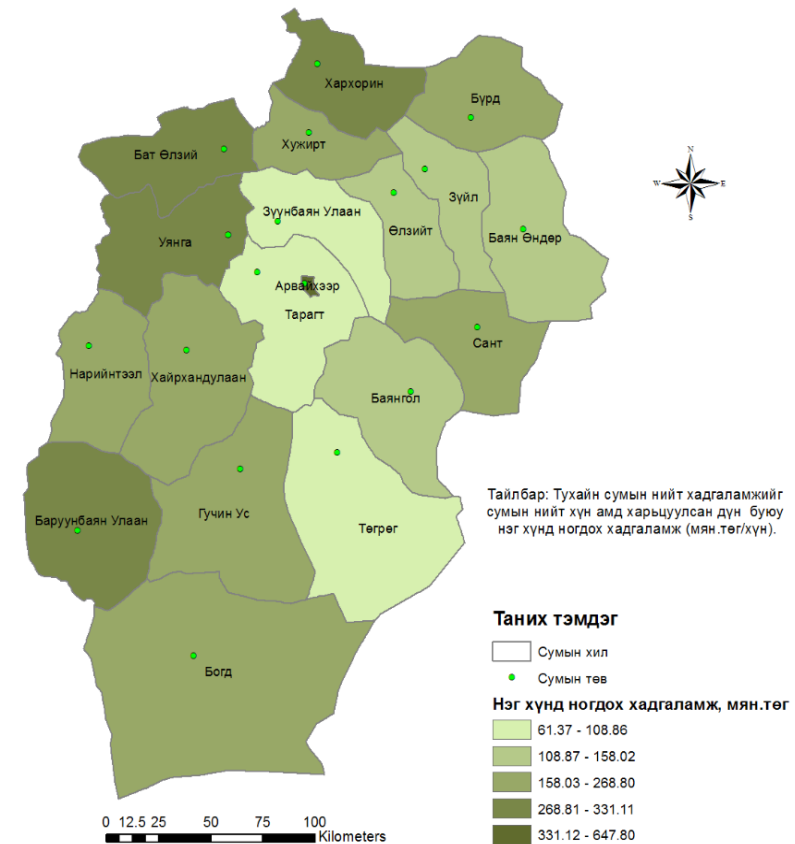 Хархорин
Бүрд
Хужирт
Бат Өлзий
N
W
E
S
Зүйл
Зүунбаян Улаан
Өлзийт
Уянга
Баян Өндөр
Арвайхээр
Тарагт
Сант
Нарийнтээл
Хайрхандулаан
Баянгол
Гучин Ус
Баруунбаян Улаан
Төгрөг
Тайлбар: Тухайн сумын нийт хадгаламжийг
сумын нийт хүн амд харьцуулсан дүн буюу
нэг хүнд ногдох хадгаламж (мян.төг/хүн).
Богд
Таних тэмдэг
Сумын хил
Сумын төв
Нэг хүнд ногдох хадгаламж, мян.төг
61.37 - 108.86
108.87 - 158.02
158.03 - 268.80
268.81 - 331.11
331.12 - 647.80
0 12.5 25 50 75 100
Kilometers